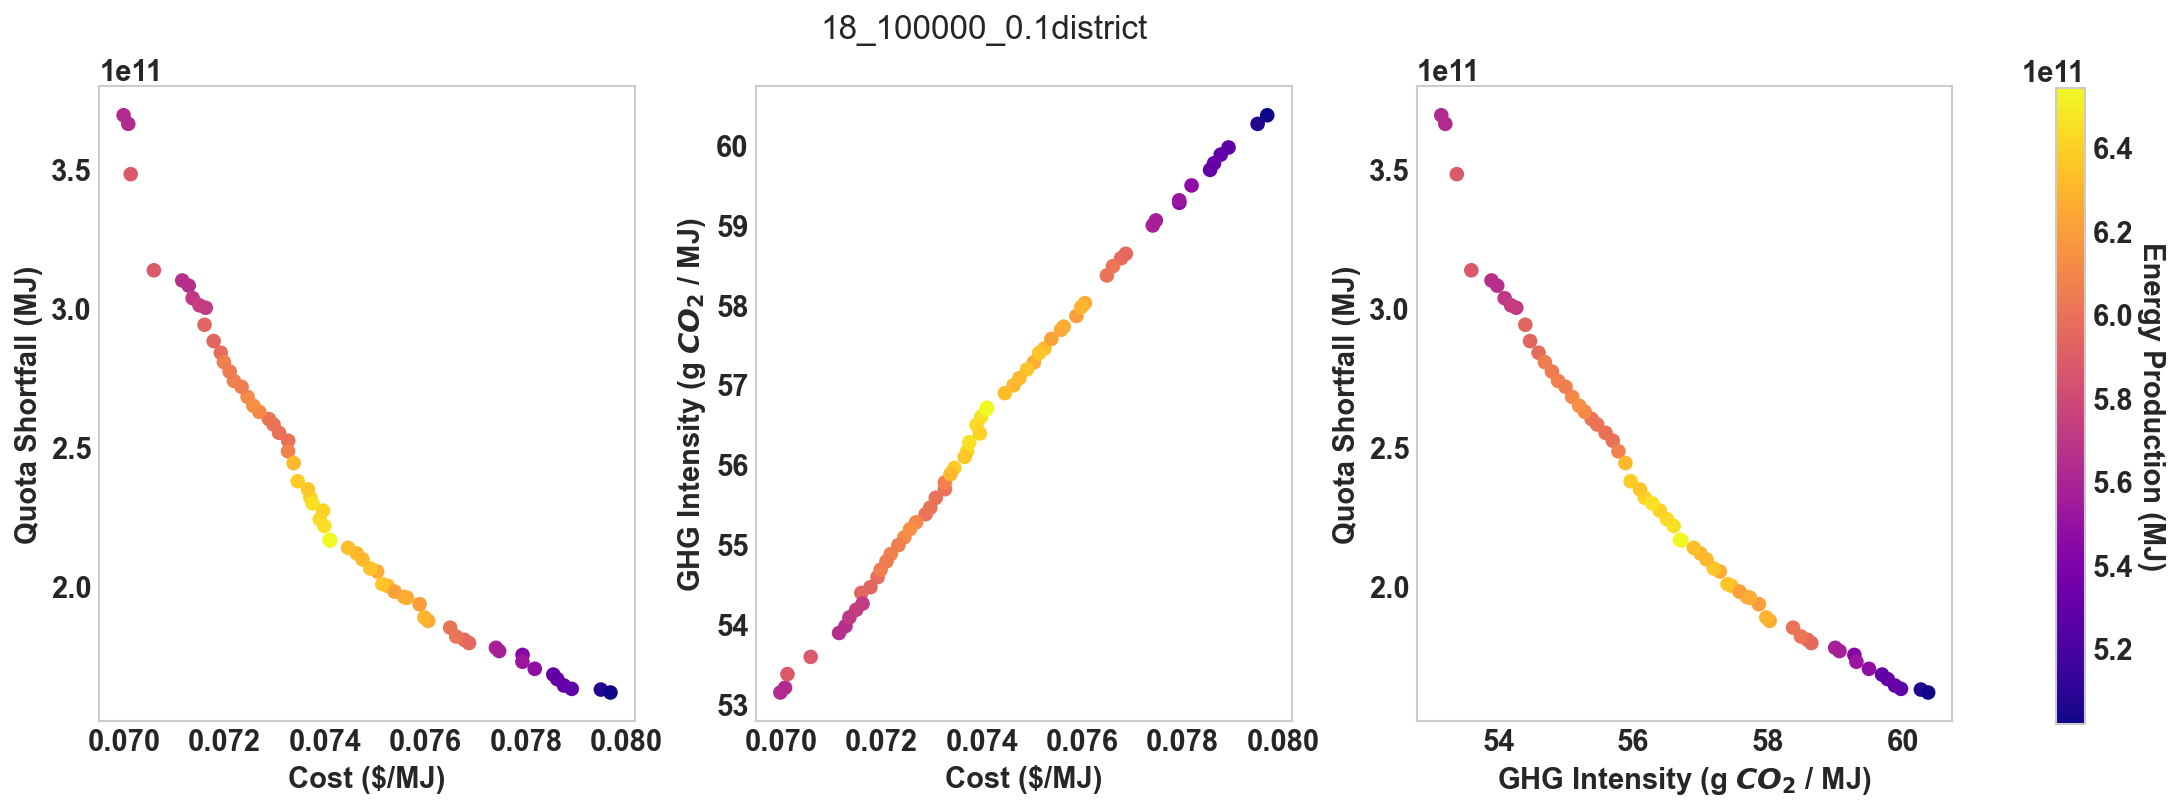 18_100000_0.1district
1e11
3.5
3.0
2.5
2.0
Quota Shortfall (MJ)
0.070 0.072 0.074 0.076 0.078 0.080
Cost ($/MJ)
60
59
58
57
56
55
54
53
GHG Intensity (g CO₂ / MJ)
0.070 0.072 0.074 0.076 0.078 0.080
Cost ($/MJ)
1e11
3.5
3.0
2.5
2.0
Quota Shortfall (MJ)
54 56 58 60
GHG Intensity (g CO₂ / MJ)
1e11
6.4
6.2
6.0
5.8
5.6
5.4
5.2
Energy Production (MJ)